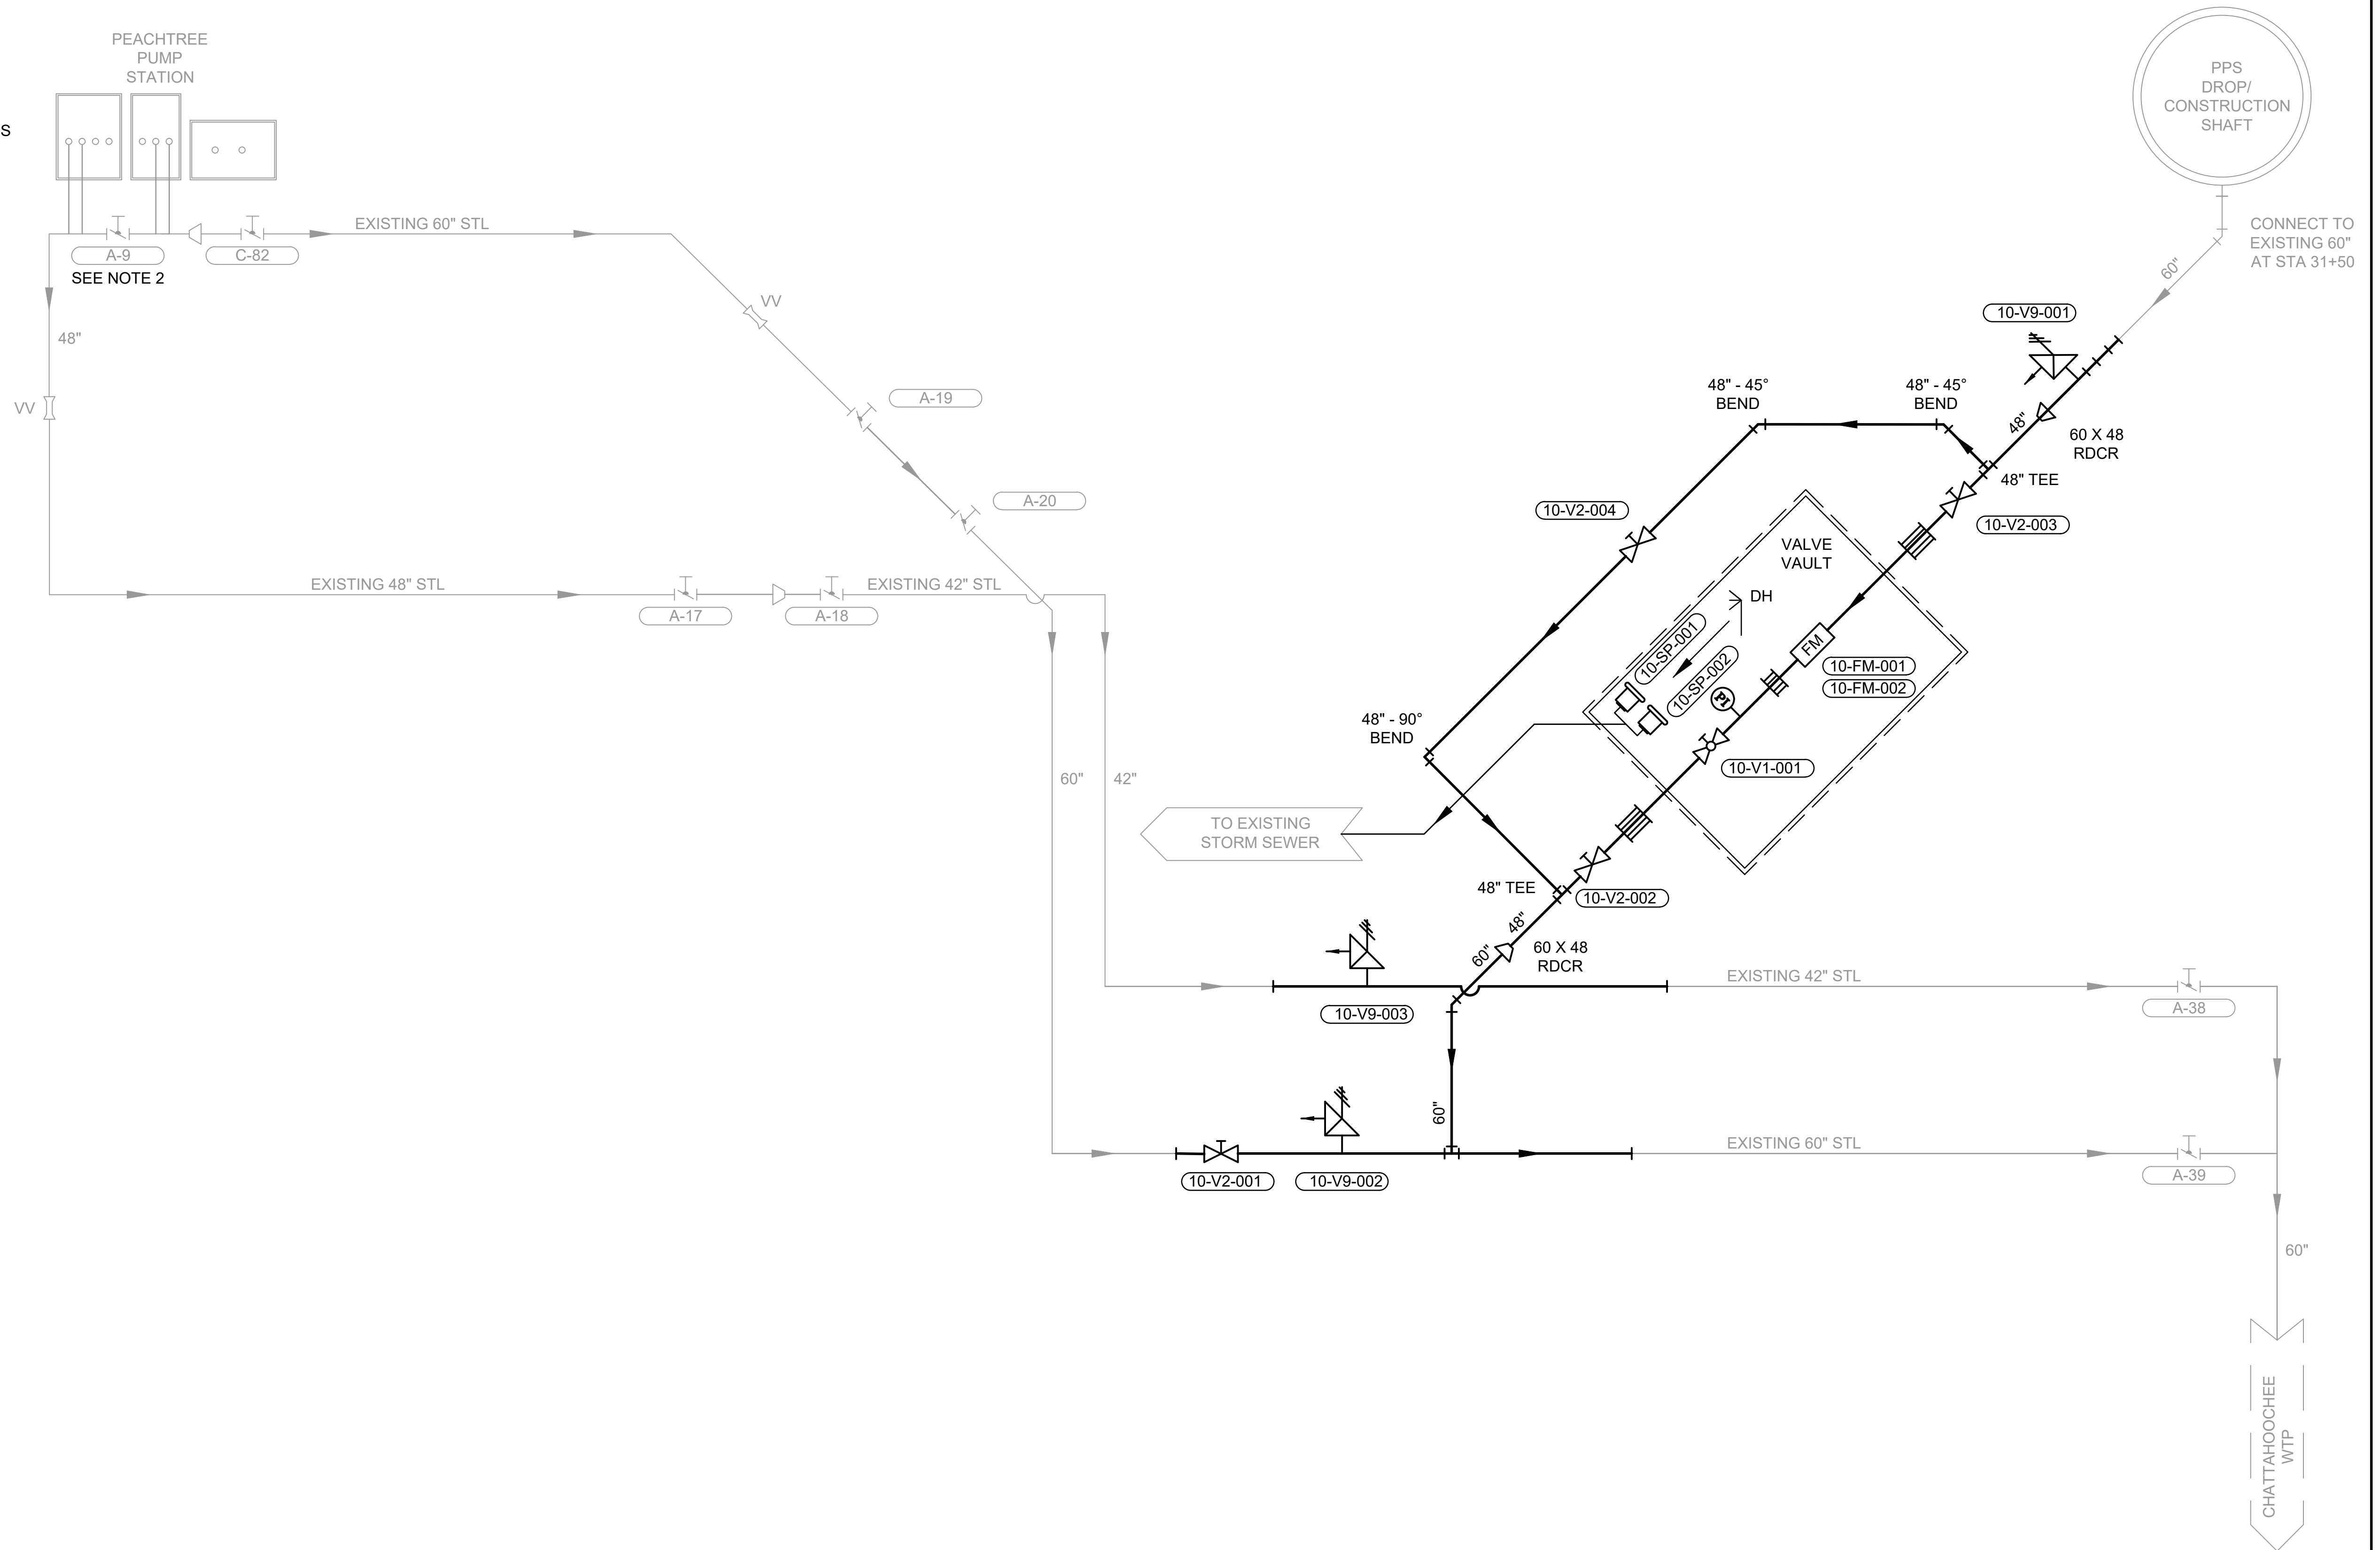 PEACHTREE
PUMP
STATION
S
A-9
SEE NOTE 2
C-82
EXISTING 60" STL
VV
48"
VV
A-19
A-20
EXISTING 48" STL
A-17
A-18
EXISTING 42" STL
60"
42"
PPS
DROP/
CONSTRUCTION
SHAFT
CONNECT TO
EXISTING 60"
AT STA 31+50
60"
10-V9-001
48"
60 X 48
RDCR
48" - 45°
BEND
48" - 45°
BEND
48" TEE
10-V2-003
10-V2-004
VALVE
VAULT
DH
10-SP-001
10-SP-002
FM
10-FM-001
10-FM-002
PI
10-V1-001
48" - 90°
BEND
TO EXISTING
STORM SEWER
48" TEE
10-V2-002
48"
60"
60 X 48
RDCR
10-V9-003
EXISTING 42" STL
A-38
60"
10-V2-001
10-V9-002
EXISTING 60" STL
A-39
60"
CHATTAHOOCHEE
WTP